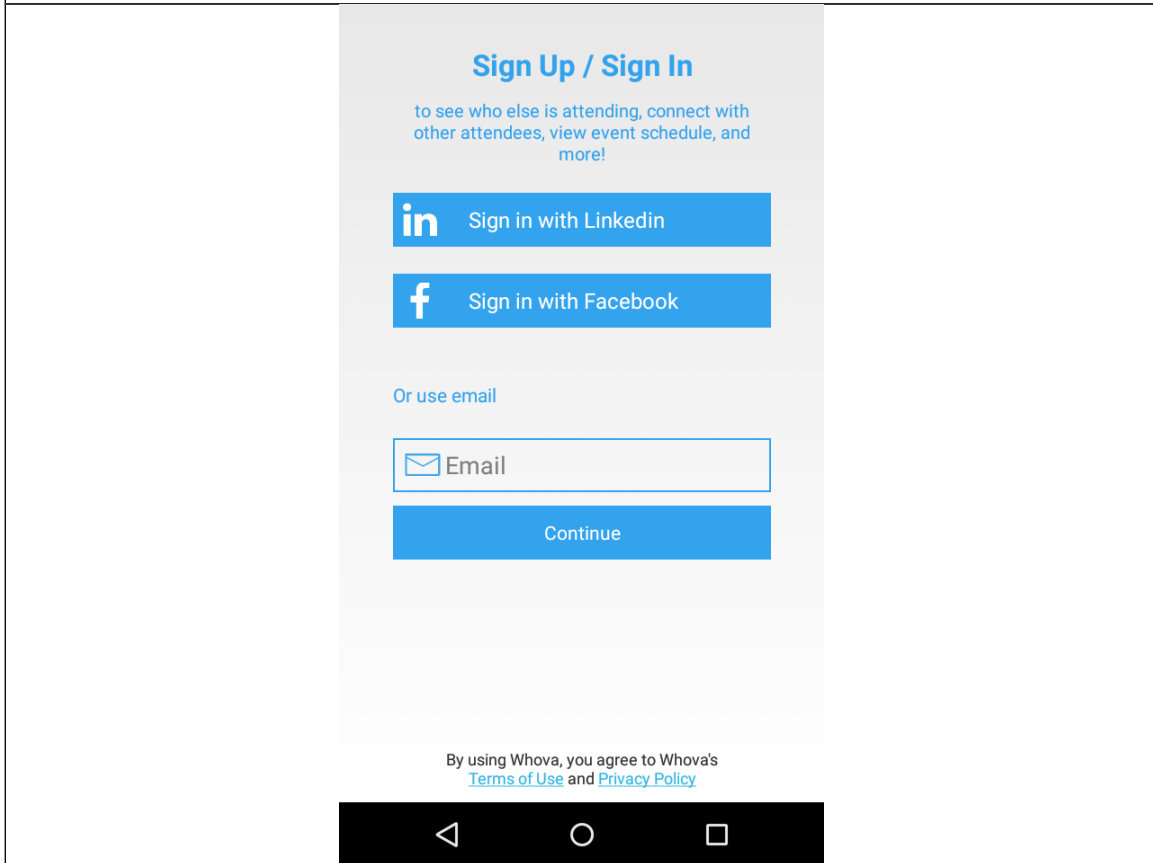 Sign Up / Sign In
to see who else is attending, connect with
other attendees, view event schedule, and
more!
in Sign in with Linkedin
f Sign in with Facebook
Or use email
Email
Continue
By using Whova, you agree to Whova's
Terms of Use and Privacy Policy